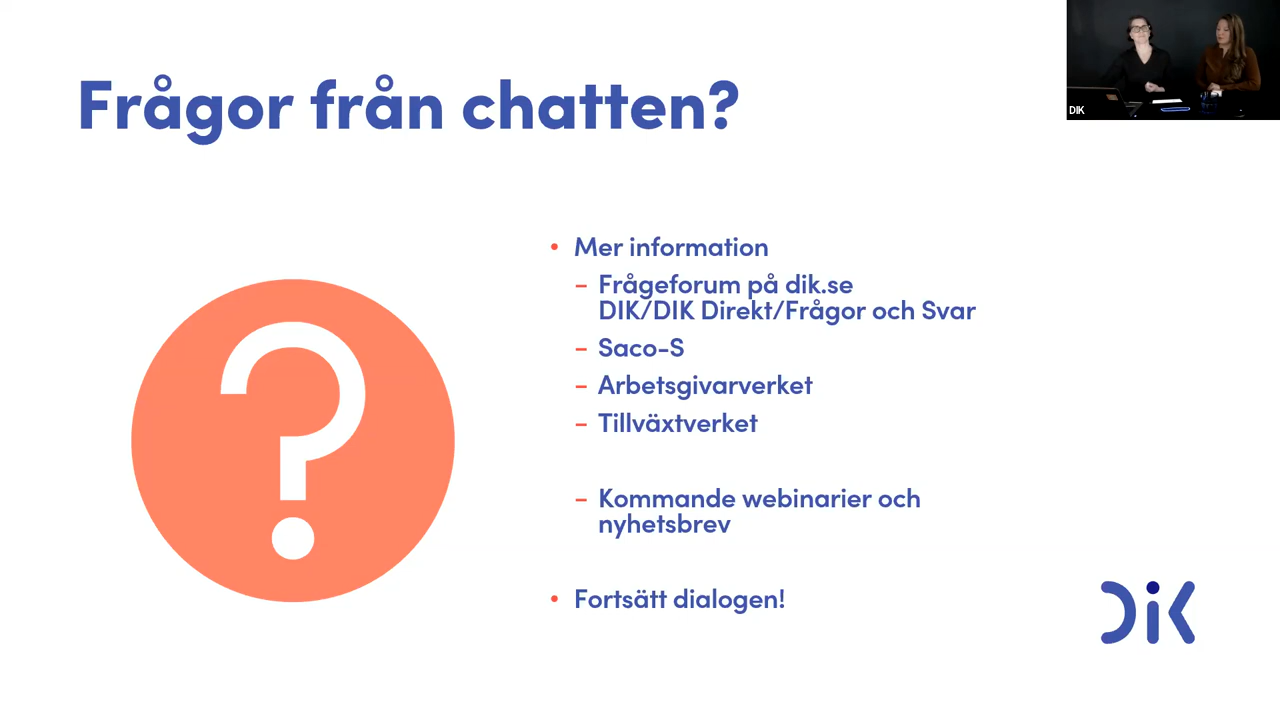 Frågor från chatten?
DIK
• Mer information
– Frågeforum på dik.se
DIK/DIK Direkt/Frågor och Svar
– Saco-S
– Arbetsgivarverket
– Tillväxtverket
– Kommande webinarier och
nyhetsbrev
• Fortsätt dialogen!
DiK